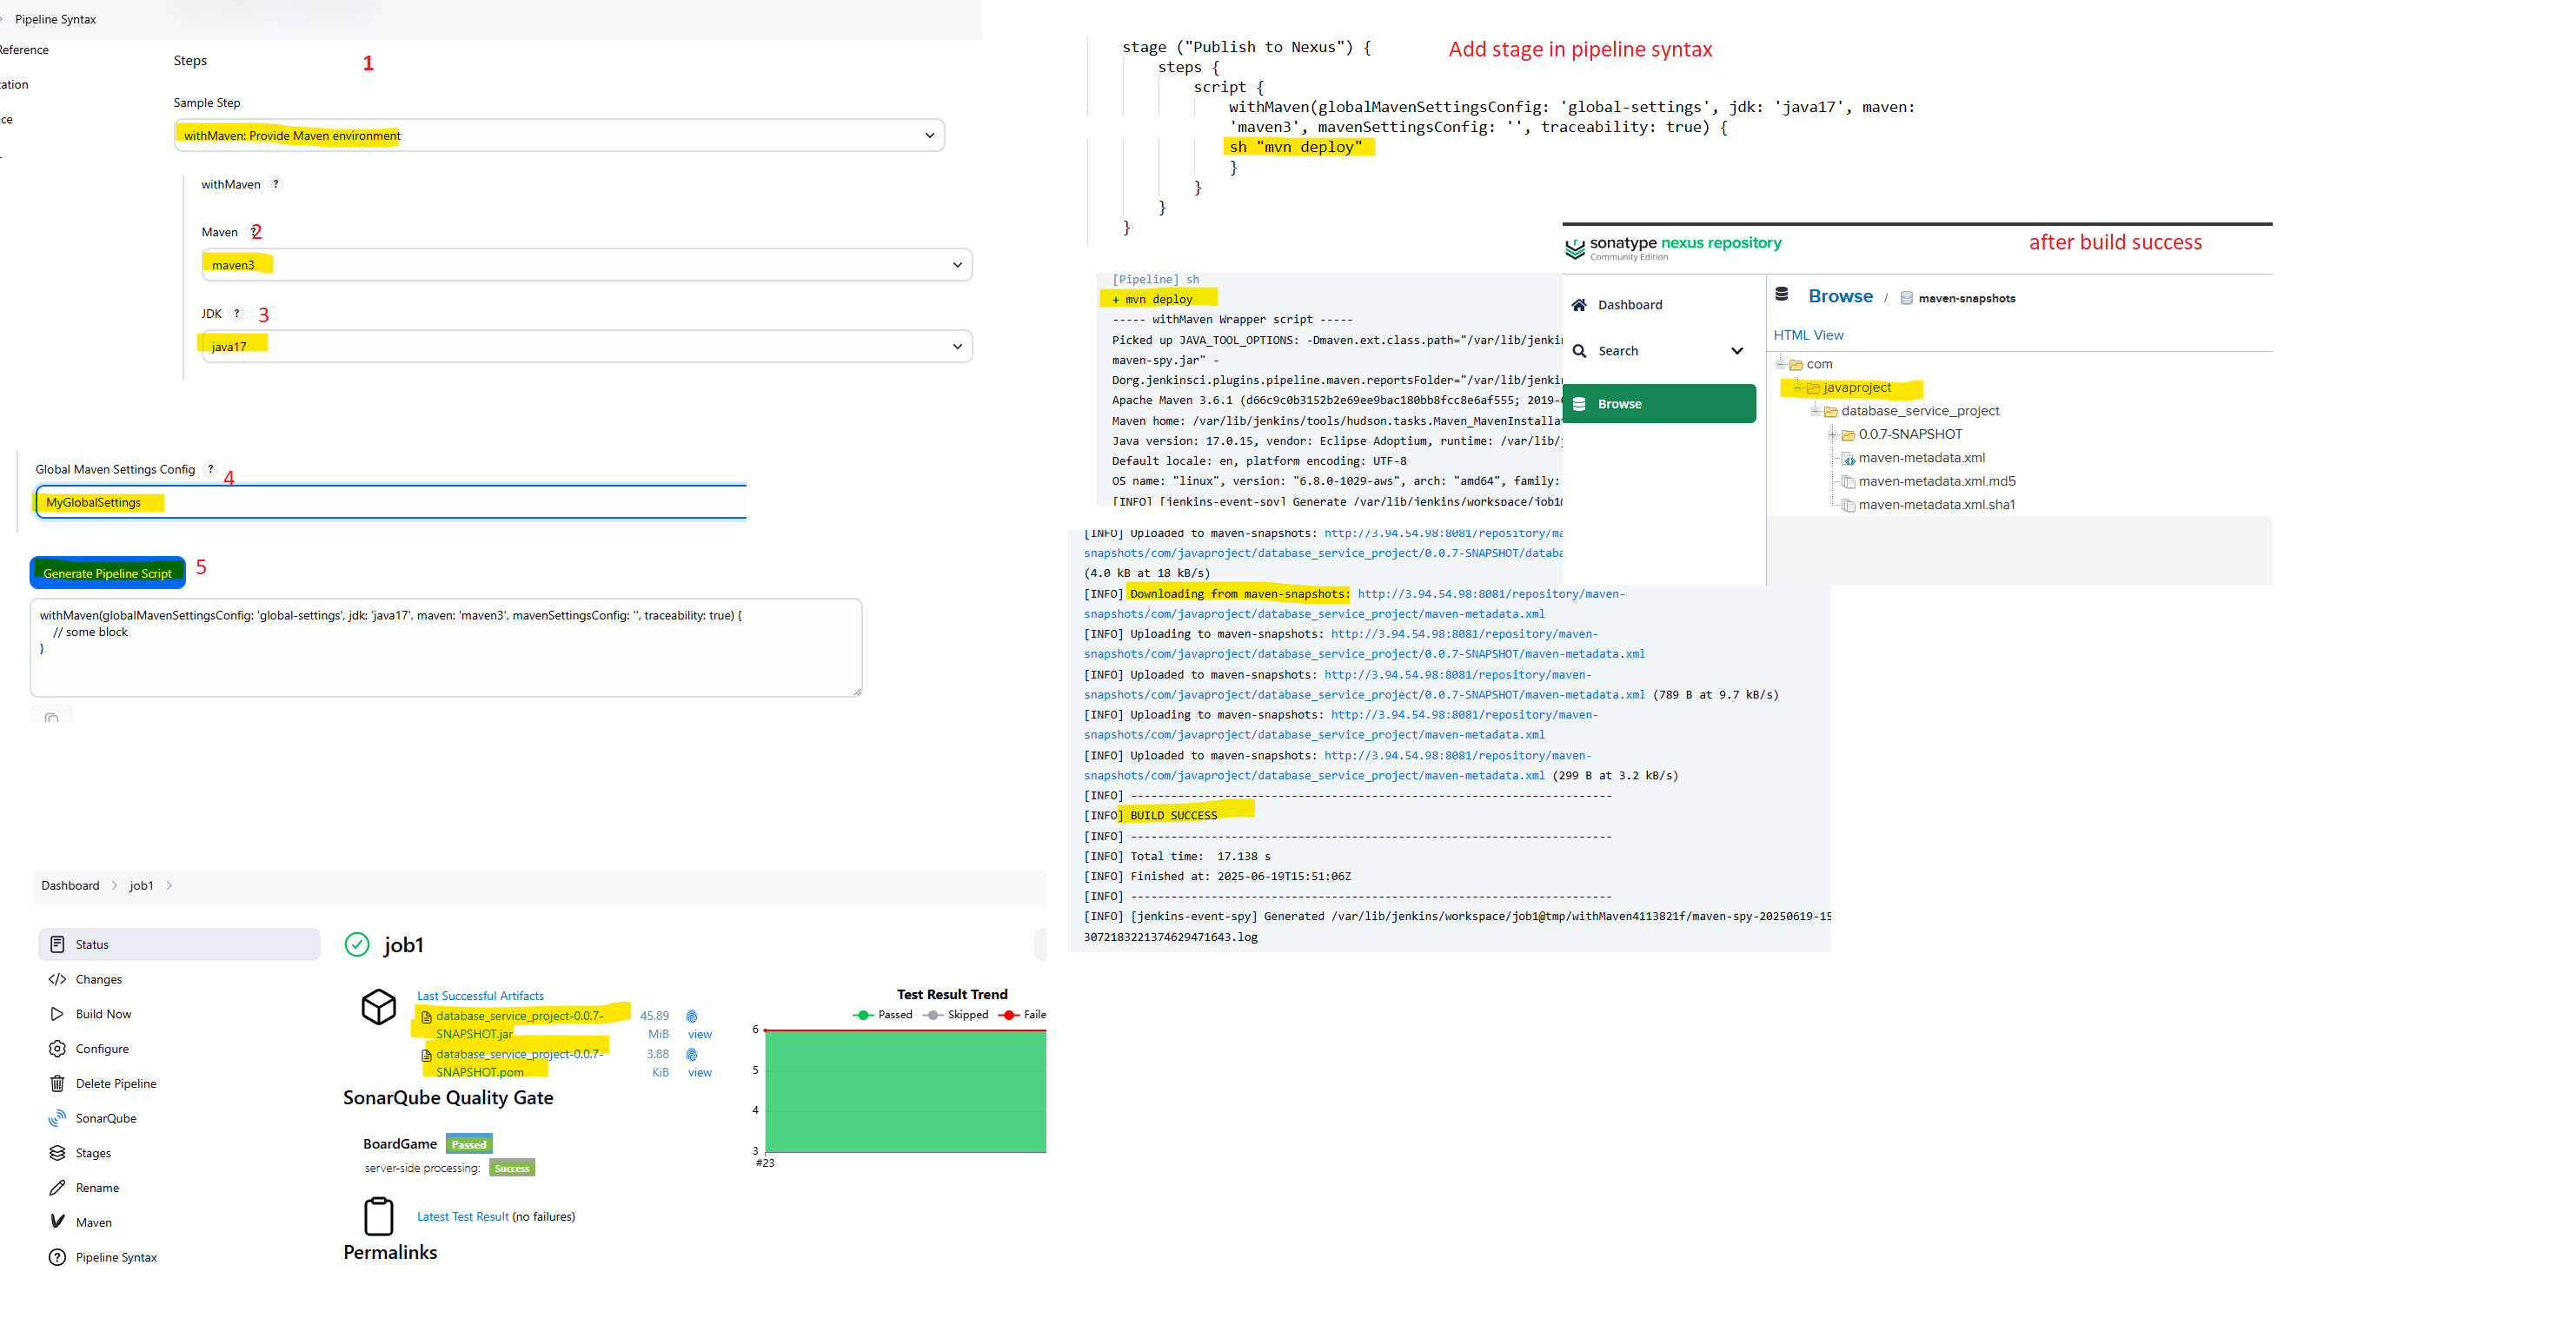 Pipeline Syntax
Reference
ation
ce
Steps
1
Sample Step
withMaven: Provide Maven environment
withMaven ?
Maven ? 2
maven3
JDK ? 3
java17
Global Maven Settings Config ? 4
MyGlobalSettings
Generate Pipeline Script 5
withMaven(globalMavenSettingsConfig: 'global-settings', jdk: 'java17', maven: 'maven3', mavenSettingsConfig: '', traceability: true) {
// some block
}
Dashboard > job1 >
Status
Changes
Build Now
Configure
Delete Pipeline
SonarQube
Stages
Rename
Maven
Pipeline Syntax
job1
Last Successful Artifacts
database_service_project-0.0.7- 45.89
SNAPSHOT.jar MiB view
database_service_project-0.0.7- 3.88
SNAPSHOT.pom KiB view
SonarQube Quality Gate
BoardGame Passed
server-side processing: Success
Latest Test Result (no failures)
Permalinks
Test Result Trend
Passed Skipped Faile
6
5
4
3
#23
stage ("Publish to Nexus") {
Add stage in pipeline syntax
steps {
script {
withMaven(globalMavenSettingsConfig: 'global-settings', jdk: 'java17', maven:
'maven3', mavenSettingsConfig: '', traceability: true) {
sh "mvn deploy"
}
}
}
}
[Pipeline] sh
+ mvn deploy
----- withMaven Wrapper script -----
Picked up JAVA_TOOL_OPTIONS: -Dmaven.ext.class.path="/var/lib/jenkin
maven-spy.jar" -
Dorg.jenkinsci.plugins.pipeline.maven.reportsFolder="/var/lib/jenkin
Apache Maven 3.6.1 (d66c9c0b3152b2e69ee9bac180bb8fcc8e6af555; 2019-0
Maven home: /var/lib/jenkins/tools/hudson.tasks.Maven_MavenInstallat
Java version: 17.0.15, vendor: Eclipse Adoptium, runtime: /var/lib/j
Default locale: en, platform encoding: UTF-8
OS name: "linux", version: "6.8.0-1029-aws", arch: "amd64", family:
[INFO] [jenkins-event-spy] Generate /var/lib/jenkins/workspace/job1@
sonatype nexus repository
Community Edition
after build success
Dashboard
Search
Browse
Browse / maven-snapshots
HTML View
com
javaproject
database_service_project
0.0.7-SNAPSHOT
maven-metadata.xml
maven-metadata.xml.md5
maven-metadata.xml.sha1
[INFO] Uploaded to maven-snapshots: http://3.94.54.98:8081/repository/ma
snapshots/com/javaproject/database_service_project/0.0.7-SNAPSHOT/databa
(4.0 kB at 18 kB/s)
[INFO] Downloading from maven-snapshots: http://3.94.54.98:8081/repository/maven-
snapshots/com/javaproject/database_service_project/maven-metadata.xml
[INFO] Uploading to maven-snapshots: http://3.94.54.98:8081/repository/maven-
snapshots/com/javaproject/database_service_project/0.0.7-SNAPSHOT/maven-metadata.xml
[INFO] Uploaded to maven-snapshots: http://3.94.54.98:8081/repository/maven-
snapshots/com/javaproject/database_service_project/0.0.7-SNAPSHOT/maven-metadata.xml (789 B at 9.7 kB/s)
[INFO] Uploading to maven-snapshots: http://3.94.54.98:8081/repository/maven-
snapshots/com/javaproject/database_service_project/maven-metadata.xml
[INFO] Uploaded to maven-snapshots: http://3.94.54.98:8081/repository/maven-
snapshots/com/javaproject/database_service_project/maven-metadata.xml (299 B at 3.2 kB/s)
[INFO] ------------------------------------------------------------------------
[INFO] BUILD SUCCESS
[INFO] ------------------------------------------------------------------------
[INFO] Total time:  17.138 s
[INFO] Finished at: 2025-06-19T15:51:06Z
[INFO] ------------------------------------------------------------------------
[INFO] [jenkins-event-spy] Generated /var/lib/jenkins/workspace/job1@tmp/withMaven4113821f/maven-spy-20250619-15
3072183221374629471643.log